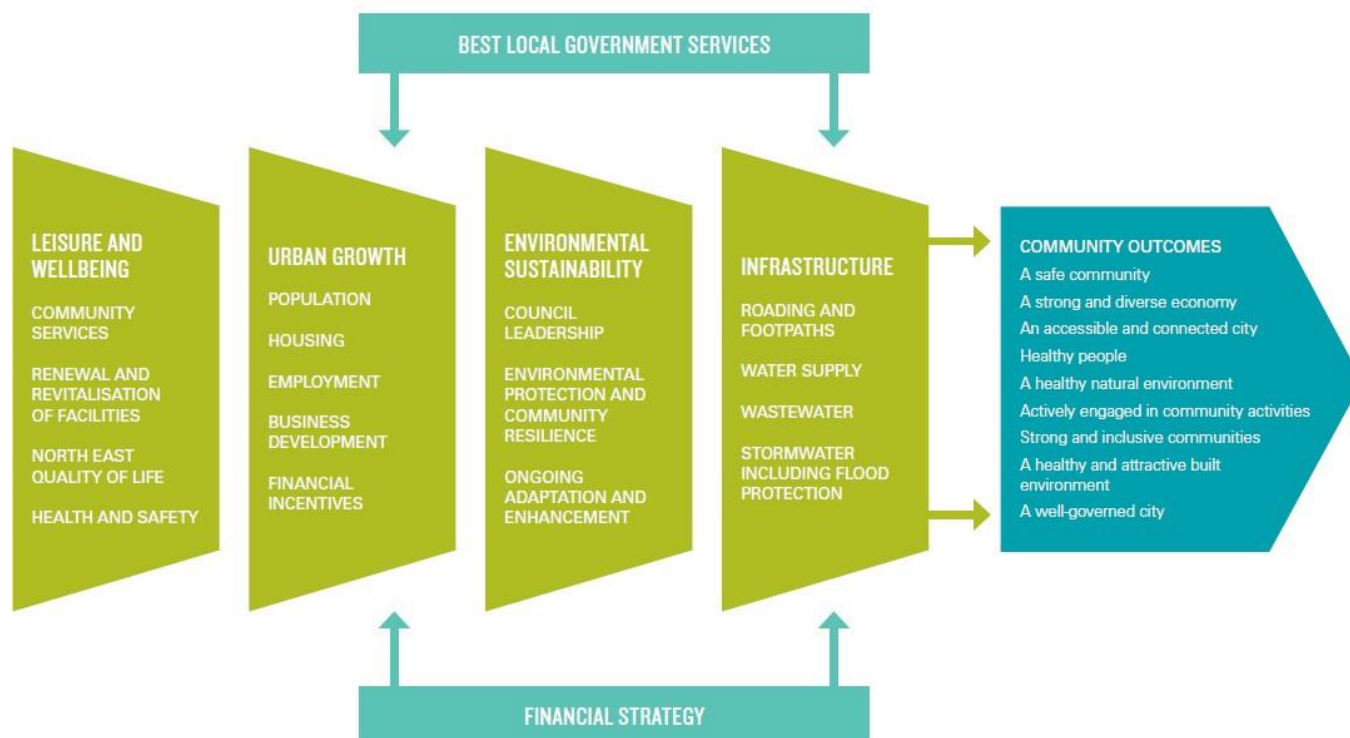 BEST LOCAL GOVERNMENT SERVICES
LEISURE AND
WELLBEING
COMMUNITY
SERVICES
RENEWAL AND
REVITALISATION
OF FACILITIES
NORTH EAST
QUALITY OF LIFE
HEALTH AND SAFETY
URBAN GROWTH
POPULATION
HOUSING
EMPLOYMENT
BUSINESS
DEVELOPMENT
FINANCIAL
INCENTIVES
ENVIRONMENTAL
SUSTAINABILITY
COUNCIL
LEADERSHIP
ENVIRONMENTAL
PROTECTION AND
COMMUNITY
RESILIENCE
ONGOING
ADAPTATION AND
ENHANCEMENT
INFRASTRUCTURE
ROADING AND
FOOTPATHS
WATER SUPPLY
WASTEWATER
STORMWATER
INCLUDING FLOOD
PROTECTION
COMMUNITY OUTCOMES
A safe community
A strong and diverse economy
An accessible and connected city
Healthy people
A healthy natural environment
Actively engaged in community activities
Strong and inclusive communities
A healthy and attractive built
environment
A well-governed city
FINANCIAL STRATEGY